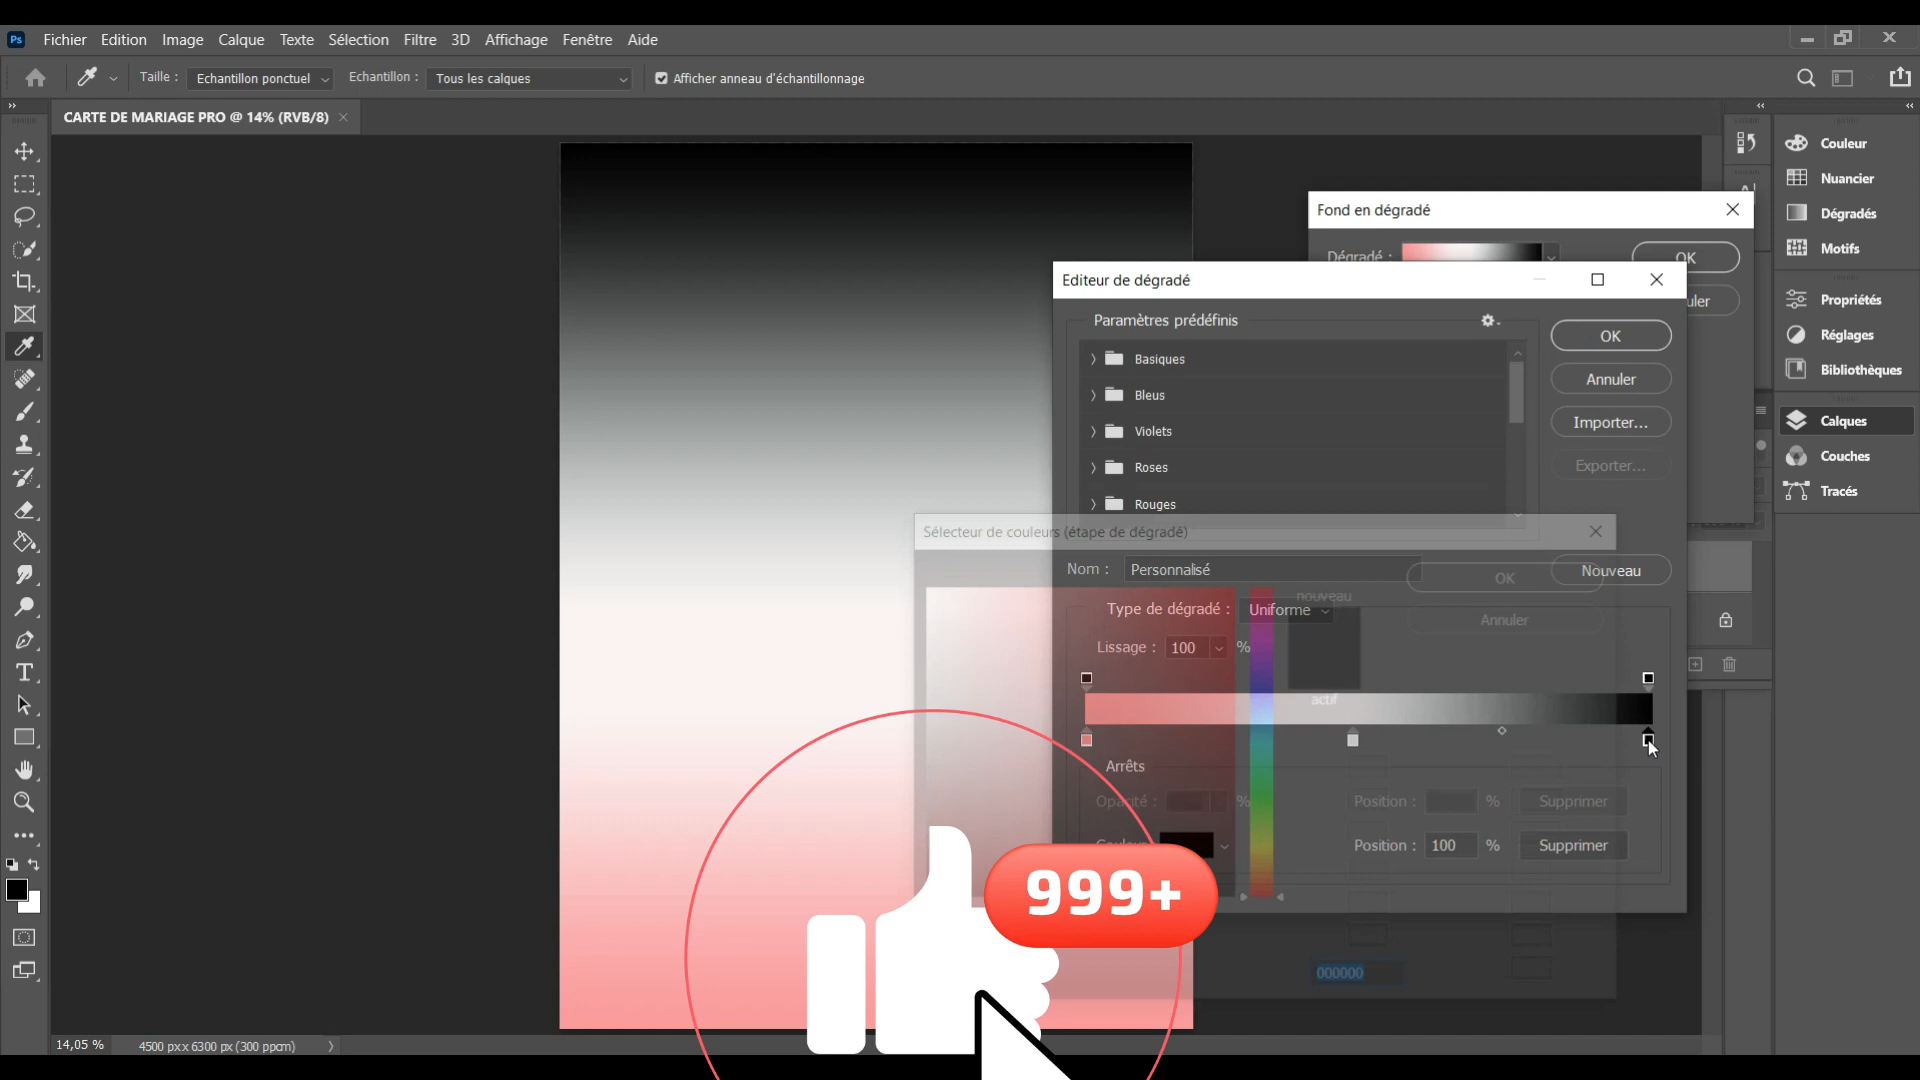 Ps Fichier Edition Image Calque Texte Sélection Filtre 3D Affichage Fenêtre Aide
Taille : Echantillon ponctuel Echantillon : Tous les calques Afficher anneau d'échantillonnage
CARTE DE MARIAGE PRO @ 14% (RVB/8)
Couleur
Nuancier
Dégradés
Motifs
Propriétés
Réglages
Bibliothèques
Calques
Couches
Tracés
Fond en dégradé
Dégradé :
OK
uler
Editeur de dégradé
Paramètres prédéfinis
Basiques
Bleus
Violets
Roses
Rouges
OK
Annuler
Importer...
Exporter...
Sélecteur de couleurs (étape de dégradé)
Nom : Personnalisé
Nouveau
OK
nouveau
Annuler
actif
Type de dégradé : Uniforme
Lissage : 100 %
Arrêts
Opacité : % Position : % Supprimer
Position : 100 % Supprimer
000000
999+
14,05 % 4500 px x 6300 px (300 ppcm)